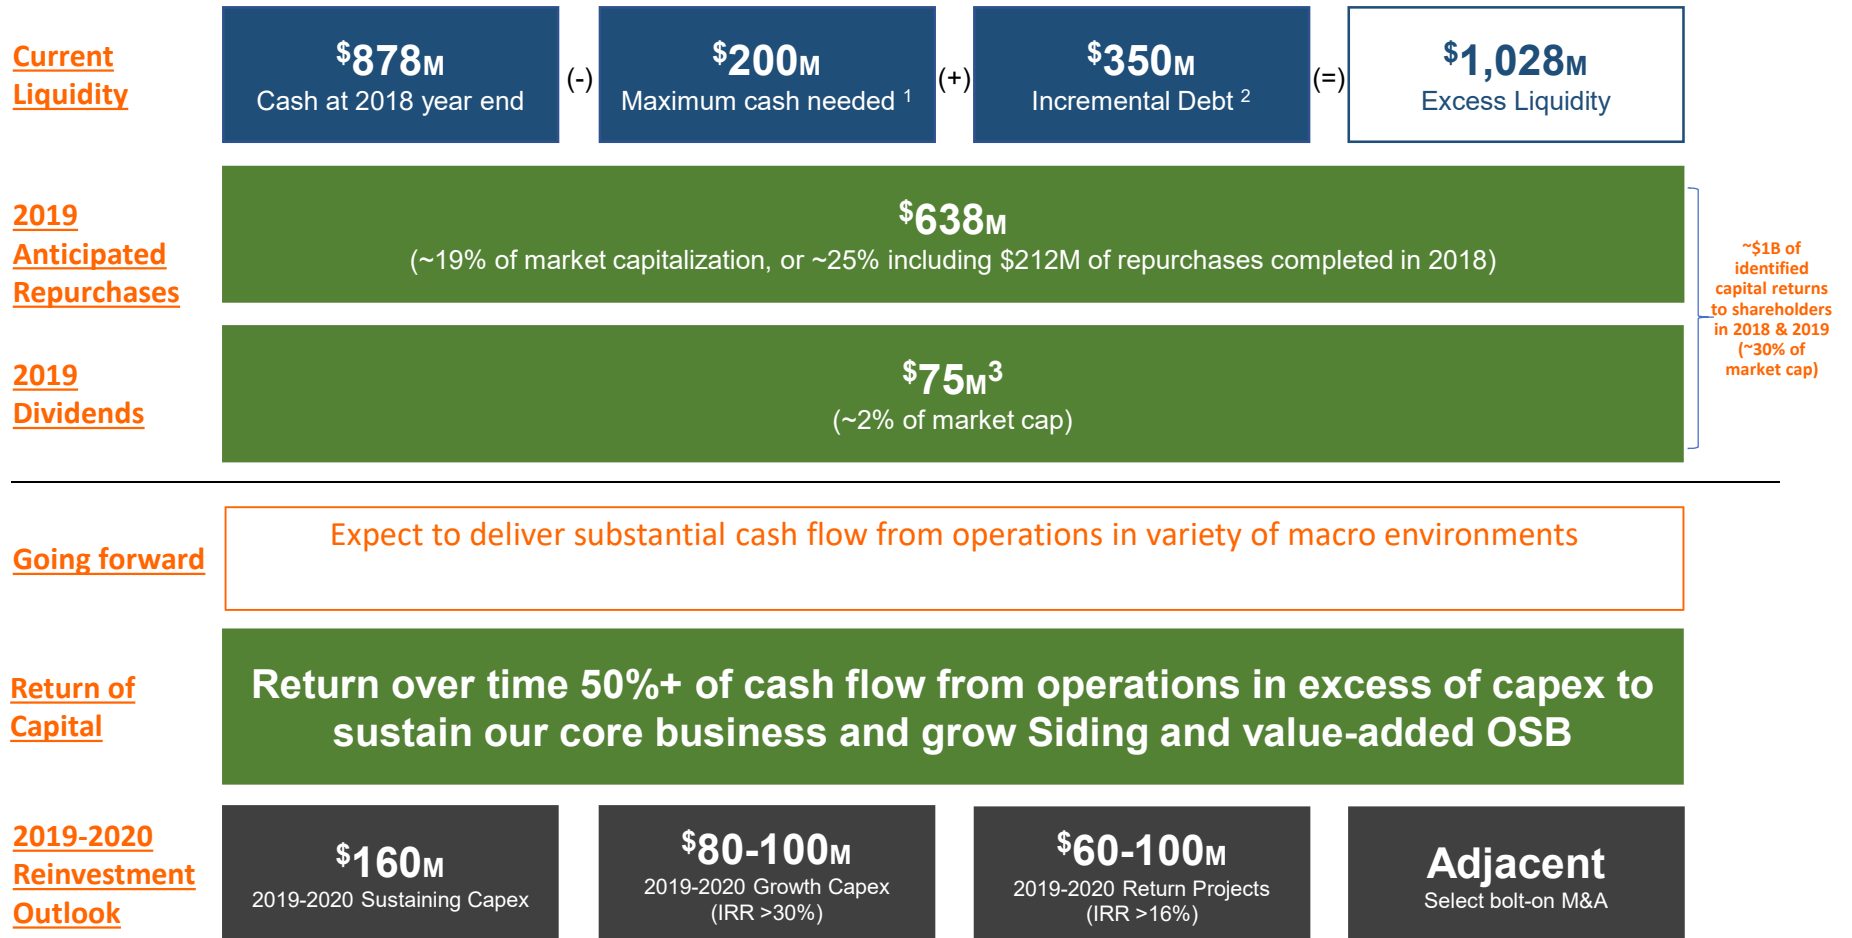 Current
Liquidity
$878M
Cash at 2018 year end
(-)
$200M
Maximum cash needed 1
(+)
$350M
Incremental Debt 2
(=)
$1,028M
Excess Liquidity
2019
Anticipated
Repurchases
$638M
(~19% of market capitalization, or ~25% including $212M of repurchases completed in 2018)
~$1B of
identified
capital returns
to shareholders
in 2018 & 2019
(~30% of
market cap)
2019
Dividends
$75M3
(~2% of market cap)
Going forward
Expect to deliver substantial cash flow from operations in variety of macro environments
Return of
Capital
Return over time 50%+ of cash flow from operations in excess of capex to
sustain our core business and grow Siding and value-added OSB
2019-2020
Reinvestment
Outlook
$160M
2019-2020 Sustaining Capex
$80-100M
2019-2020 Growth Capex
(IRR >30%)
$60-100M
2019-2020 Return Projects
(IRR >16%)
Adjacent
Select bolt-on M&A